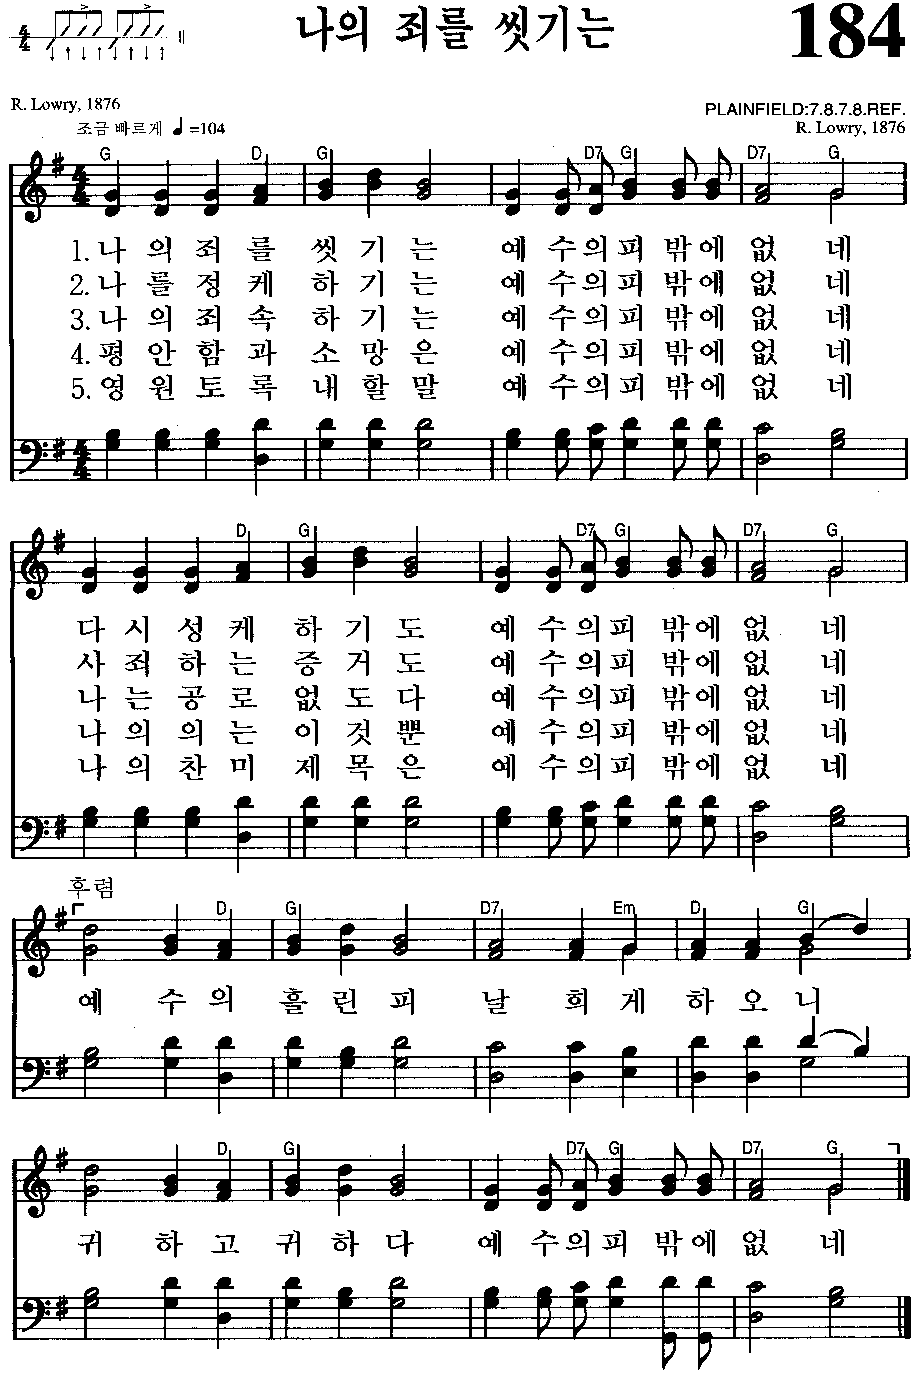 나의 죄를 씻기는
184
R. Lowry, 1876
조금 빠르게 ♩=104
PLAINFIELD:7.8.7.8.REF.
R. Lowry, 1876
G D G D7 G D7 G
1. 나 의 죄 를 씻 기 는 예 수의피 밖에 없 네
2. 나 를 정 케 하 기 는 예 수의피 밖에 없 네
3. 나 의 죄 속 하 기 는 예 수의피 밖에 없 네
4. 평 안 함 과 소 망 은 예 수의피 밖에 없 네
5. 영 원 토 록 내 할 말 예 수의피 밖에 없 네
D G D7 G D7 G
다 시 성 케 하 기 도 예 수의피 밖에 없 네
사 죄 하 는 증 거 도 예 수의피 밖에 없 네
나 는 공 로 없 도 다 예 수의피 밖에 없 네
나 의 의 는 이 것 뿐 예 수의피 밖에 없 네
나 의 찬 미 제 목 은 예 수의피 밖에 없 네
후렴
D G D7 Em D G
예 수 의 흘 린 피 날 희 게 하 오 니
D G D7 G D7 G
귀 하 고 귀 하 다 예 수의피 밖에 없 네